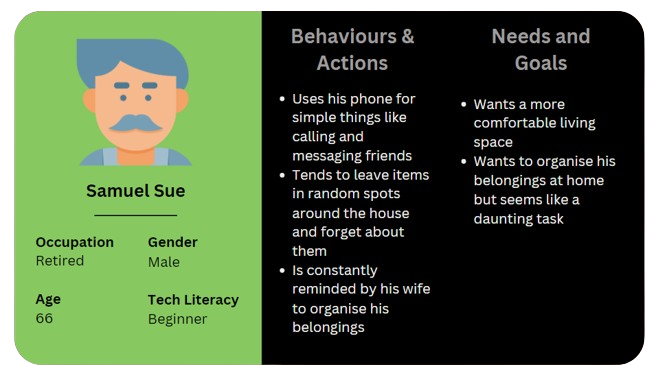 Samuel Sue
Occupation
Retired
Gender
Male
Age
66
Tech Literacy
Beginner
Behaviours &
Actions
• Uses his phone for
simple things like
calling and
messaging friends
• Tends to leave items
in random spots
around the house
and forget about
them
• Is constantly
reminded by his wife
to organise his
belongings
Needs and
Goals
• Wants a more
comfortable living
space
• Wants to organise his
belongings at home
but seems like a
daunting task